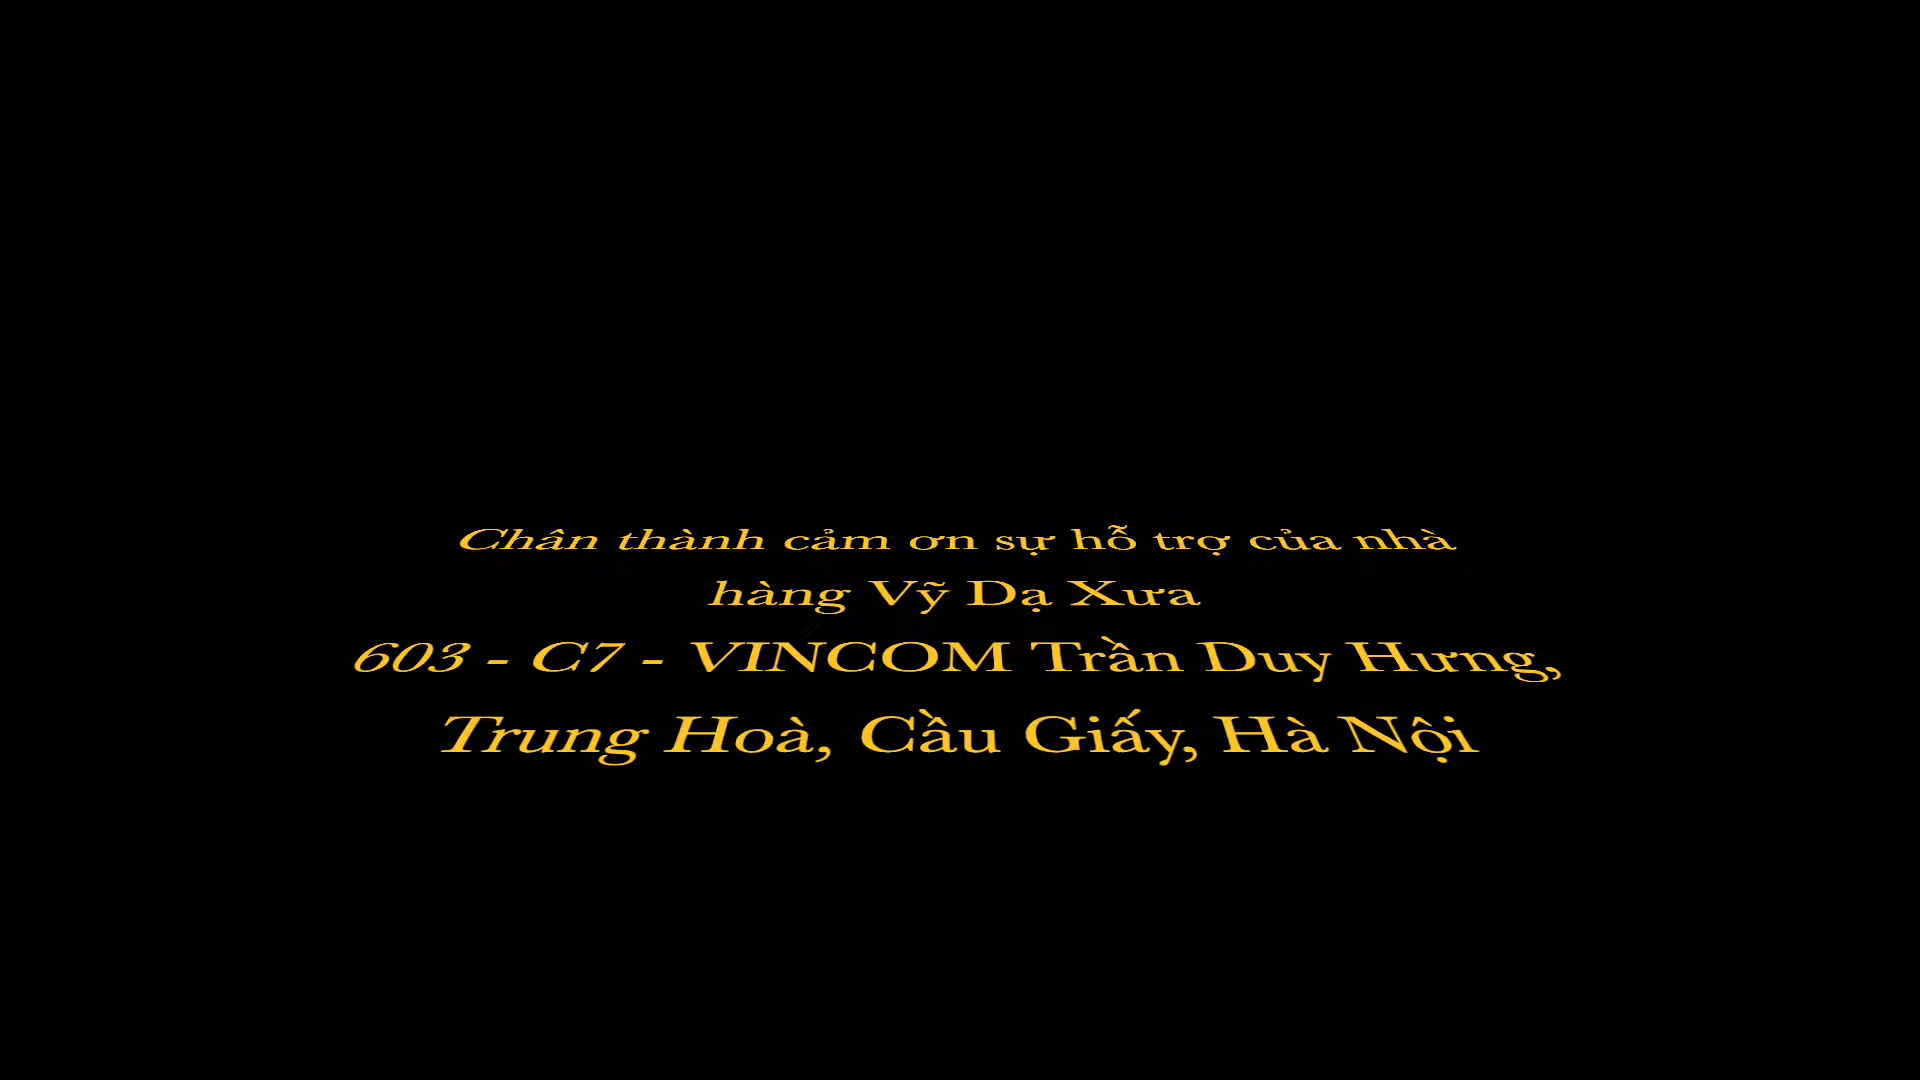 Chân thành cảm ơn sự hỗ trợ của nhà
hàng Vỹ Dạ Xưa
603 - C7 - VINCOM Trần Duy Hưng,
Trung Hoà, Cầu Giấy, Hà Nội